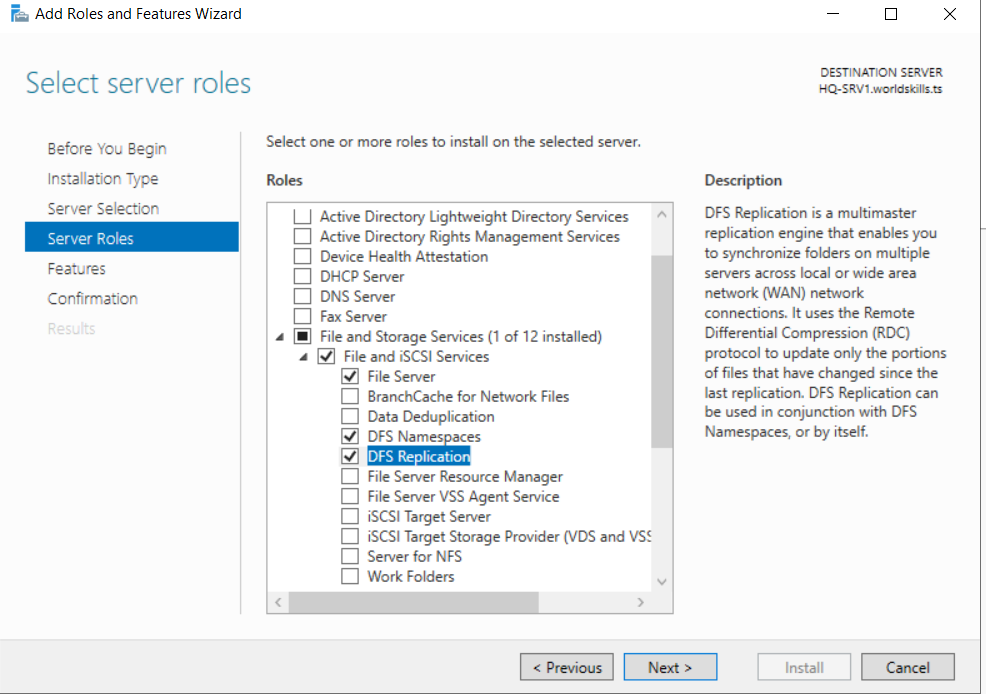 Add Roles and Features Wizard
Select server roles
DESTINATION SERVER
HQ-SRV1.worldskills.ts
Before You Begin
Installation Type
Server Selection
Server Roles
Features
Confirmation
Results
Select one or more roles to install on the selected server.
Roles
Active Directory Lightweight Directory Services
Active Directory Rights Management Services
Device Health Attestation
DHCP Server
DNS Server
Fax Server
File and Storage Services (1 of 12 installed)
File and iSCSI Services
File Server
BranchCache for Network Files
Data Deduplication
DFS Namespaces
DFS Replication
File Server Resource Manager
File Server VSS Agent Service
iSCSI Target Server
iSCSI Target Storage Provider (VDS and VSS
Server for NFS
Work Folders
Description
DFS Replication is a multimaster
replication engine that enables you
to synchronize folders on multiple
servers across local or wide area
network (WAN) network
connections. It uses the Remote
Differential Compression (RDC)
protocol to update only the portions
of files that have changed since the
last replication. DFS Replication can
be used in conjunction with DFS
Namespaces, or by itself.
< Previous
Next >
Install
Cancel